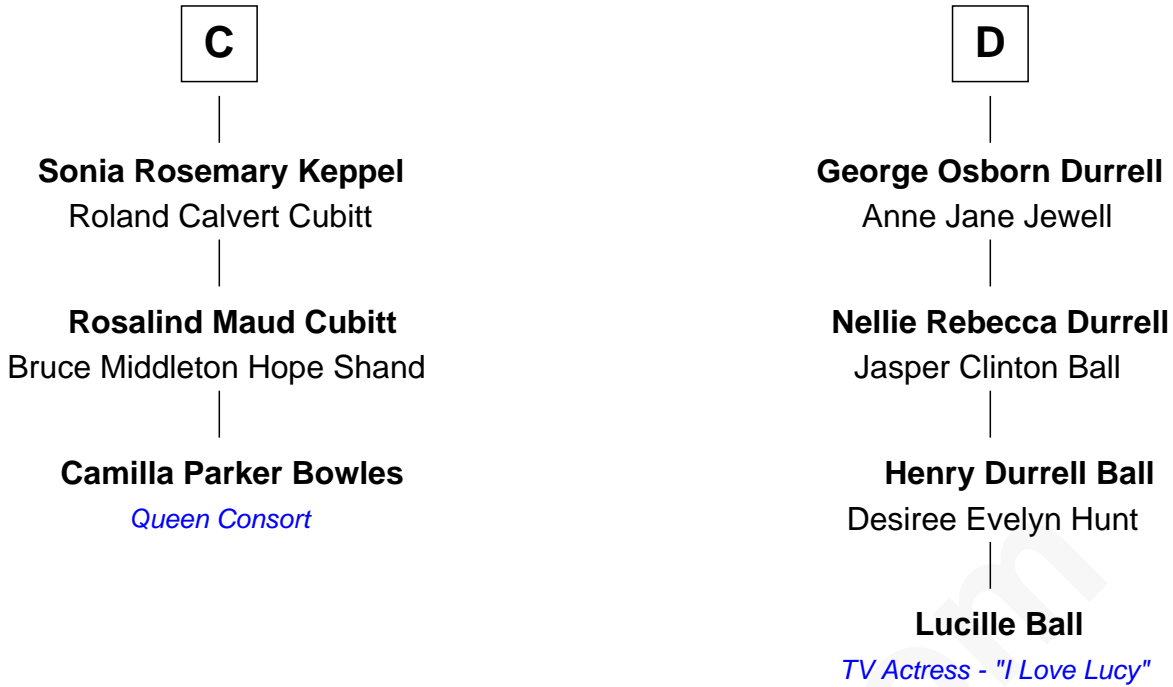 C
Sonia Rosemary Keppel
Roland Calvert Cubitt
Rosalind Maud Cubitt
Bruce Middleton Hope Shand
Camilla Parker Bowles
Queen Consort
D
George Osborn Durrell
Anne Jane Jewell
Nellie Rebecca Durrell
Jasper Clinton Ball
Henry Durrell Ball
Desiree Evelyn Hunt
Lucille Ball
TV Actress - "I Love Lucy"